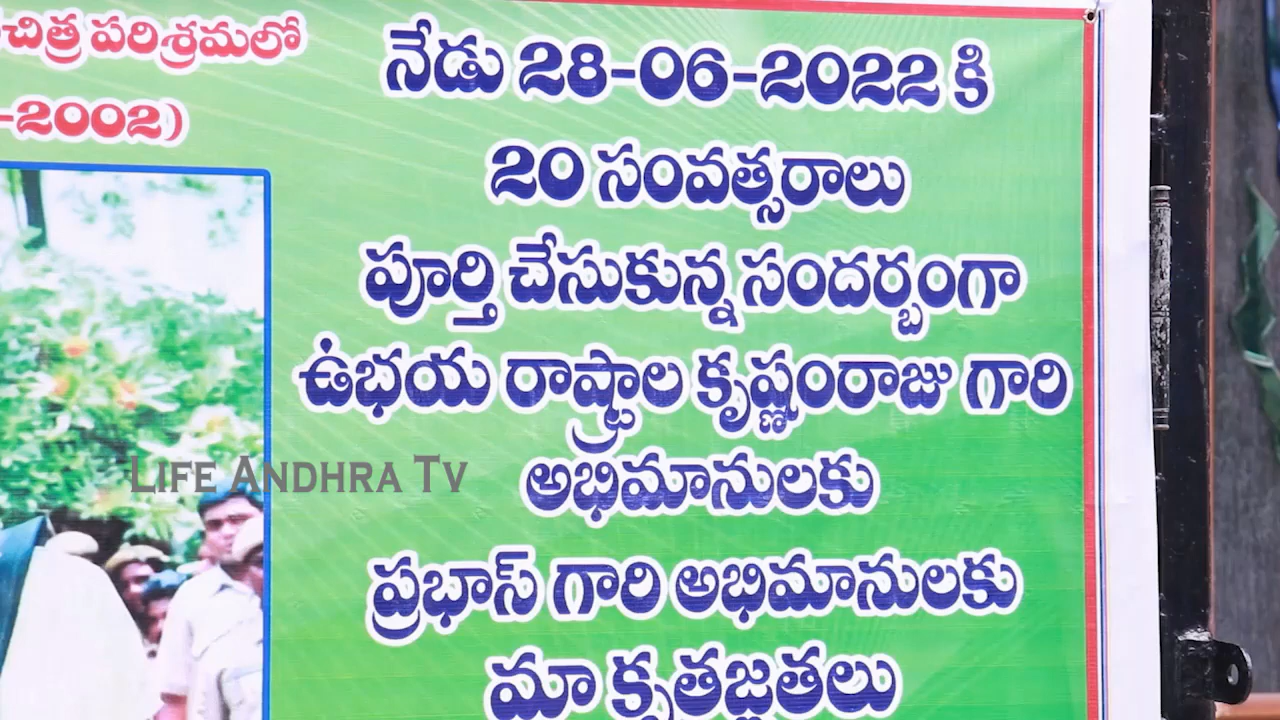 చిత్ర పరిశ్రమలో
-2002)
నేడు 28-06-2022 కి
20 సంవత్సరాలు
పూర్తి చేసుకున్న సందర్బంగా
ఉభయ రాష్ట్రాల కృష్ణంరాజు గారి
అభిమానులకు
ప్రభాస్ గారి అభిమానులకు
మా కృతజ్ఞతలు
LIFE ANDHRA TV